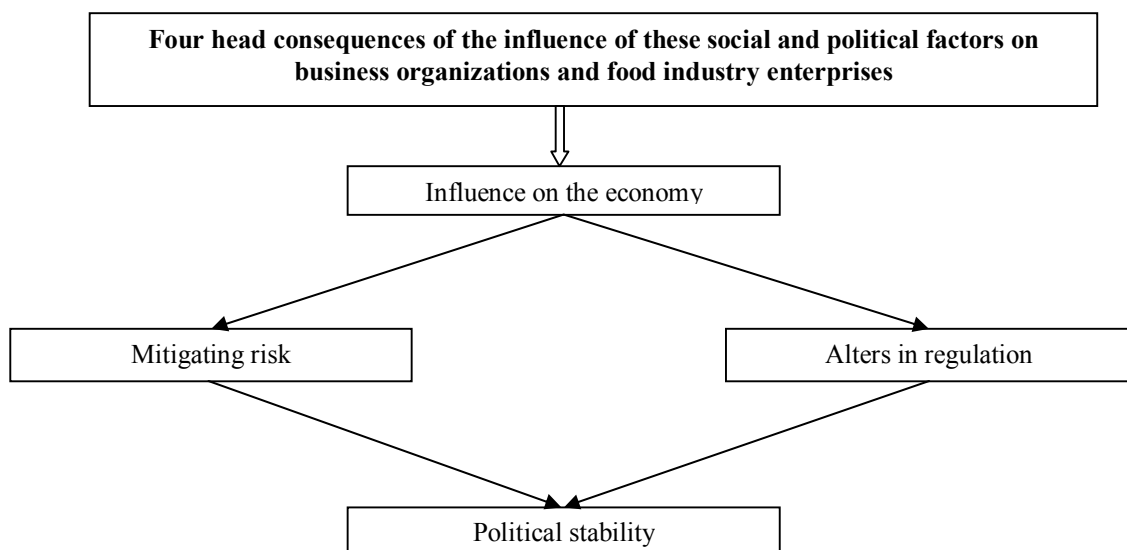 Four head consequences of the influence of these social and political factors on
business organizations and food industry enterprises
Influence on the economy
Mitigating risk
Alters in regulation
Political stability